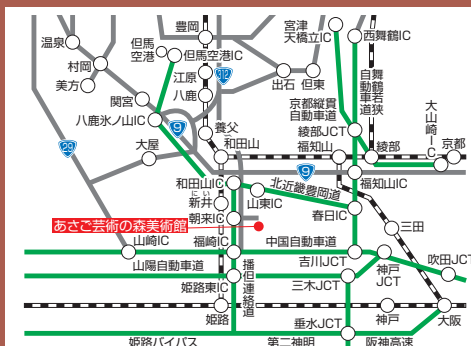 温泉
村岡
美方
関宮
八鹿氷ノ山IC
大屋
29
9
豊岡
但馬
空港
但馬空港IC
江原
八鹿
312
養父
和田山
出石
但東
宮津
天橋立IC
西舞鶴IC
京都縦貫
自動車道
舞鶴若狭
自動車道
綾部JCT
綾部
福知山
大山崎IC
京都
9
福知山IC
和田山IC
北近畿豊岡道
にい
新井
山東IC
朝来IC
春日IC
あさご芸術の森美術館
三田
山崎IC
福崎IC
中国自動車道
山陽自動車道
播但連絡道
吉川JCT
神戸
JCT
吹田JCT
姫路東IC
三木JCT
姫路
神戸
大阪
垂水JCT
姫路バイパス
第二神明
阪神高速